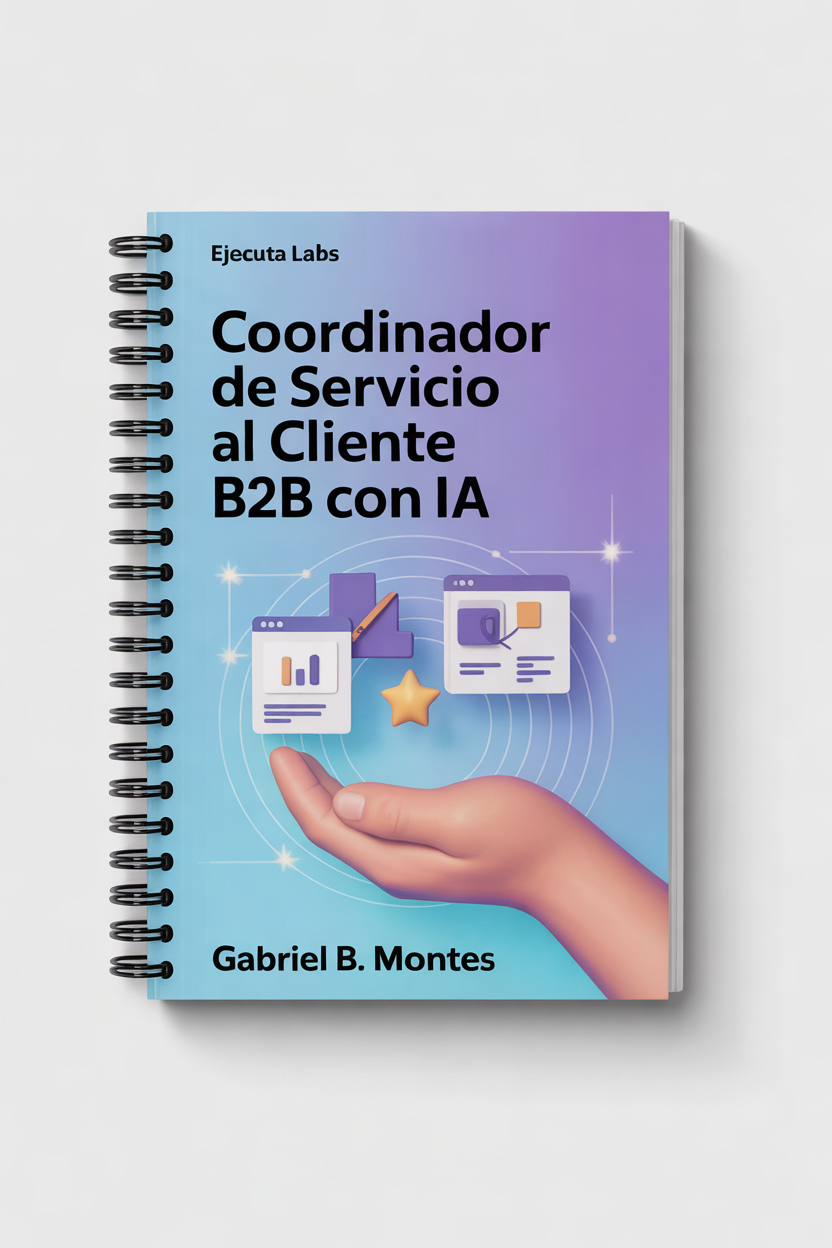 Ejecuta Labs
Coordinador
de Servicio
al Cliente
B2B con IA
Gabriel B. Montes